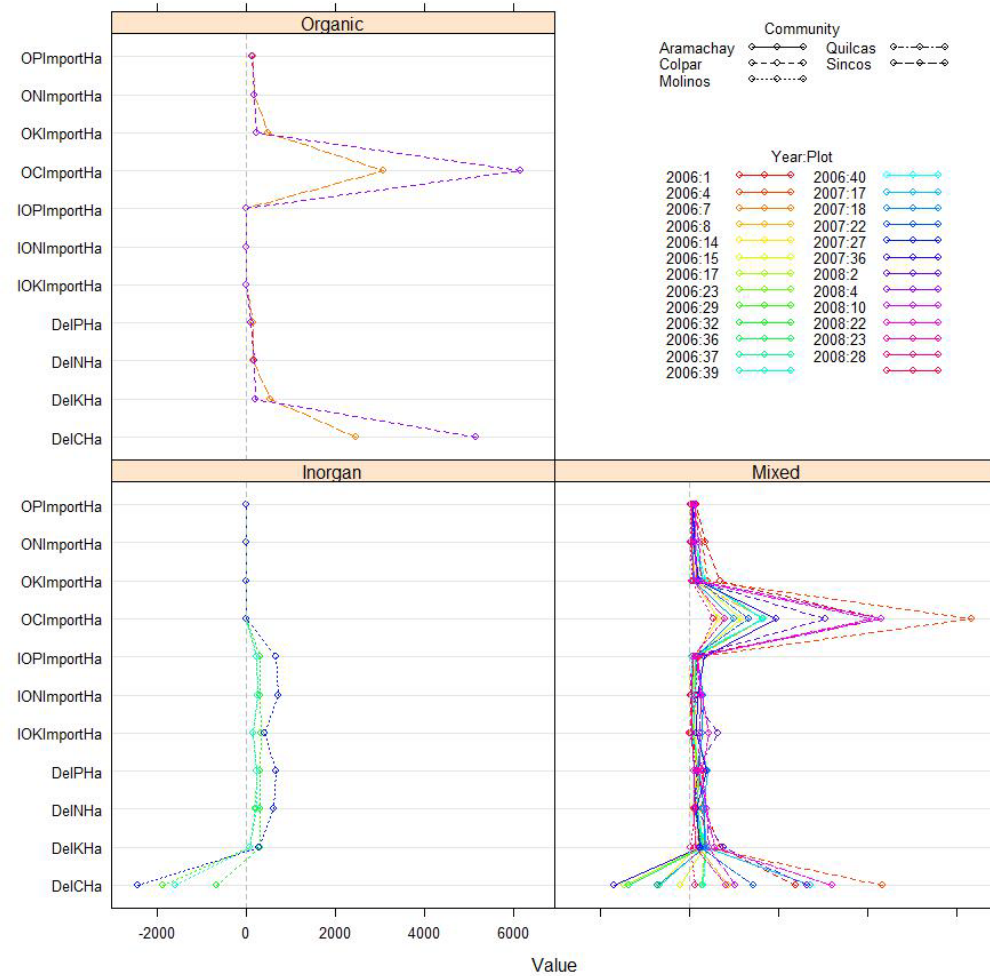 Organic
OPImportHa
ONImportHa
OKImportHa
OCImportHa
IOPImportHa
IONImportHa
IOKImportHa
DelPHa
DelNHa
DelKHa
DelCHa
Community
Aramachay Quilcas
Colpar Sincos
Molinos
Year:Plot
2006:1 2006:40
2006:4 2007:17
2006:7 2007:18
2006:8 2007:22
2006:14 2007:27
2006:15 2007:36
2006:17 2008:2
2006:23 2008:4
2006:29 2008:10
2006:32 2008:22
2006:36 2008:23
2006:37 2008:28
2006:39
Inorgan Mixed
OPImportHa
ONImportHa
OKImportHa
OCImportHa
IOPImportHa
IONImportHa
IOKImportHa
DelPHa
DelNHa
DelKHa
DelCHa
-2000 0 2000 4000 6000
Value